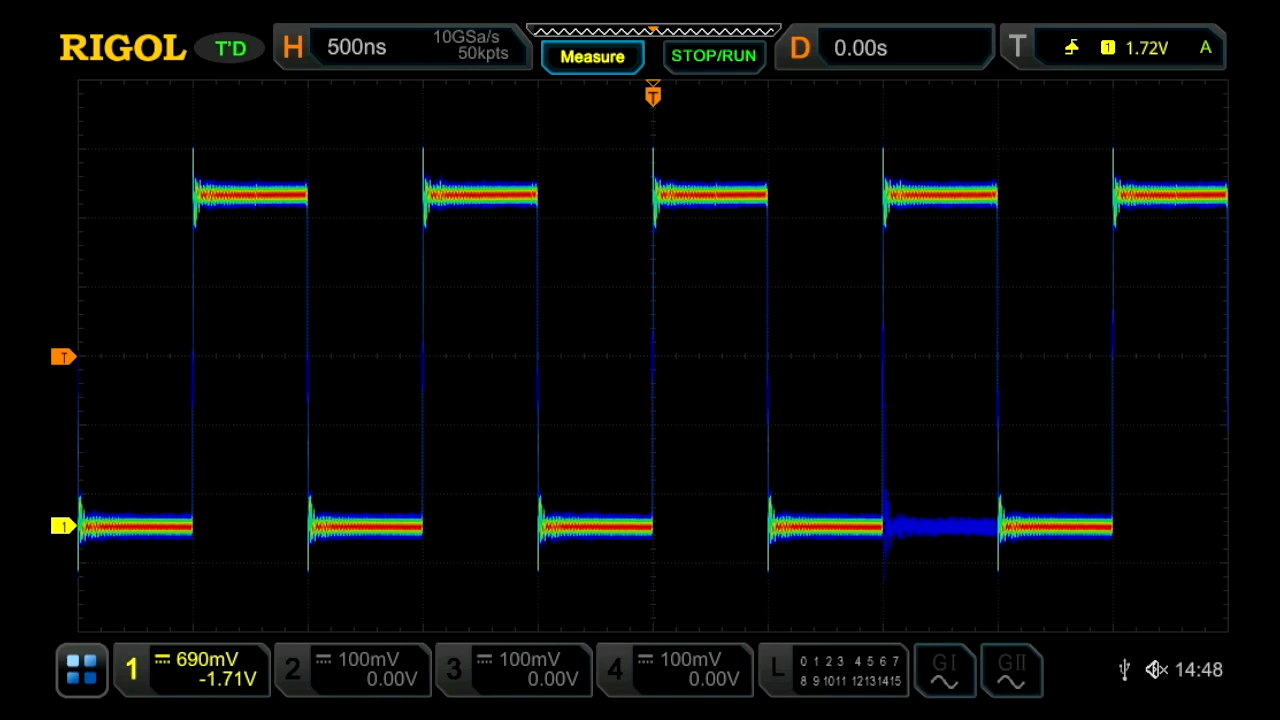 RIGOL T'D H 500ns 10GSa/s 50kpts Measure STOP/RUN D 0.00s T 1 1.72V A
T
T
1
1 690mV -1.71V 2 100mV 0.00V 3 100mV 0.00V 4 100mV 0.00V L 0 1 2 3 4 5 6 7 8 9 10 11 12 13 14 15 GI GII 14:48